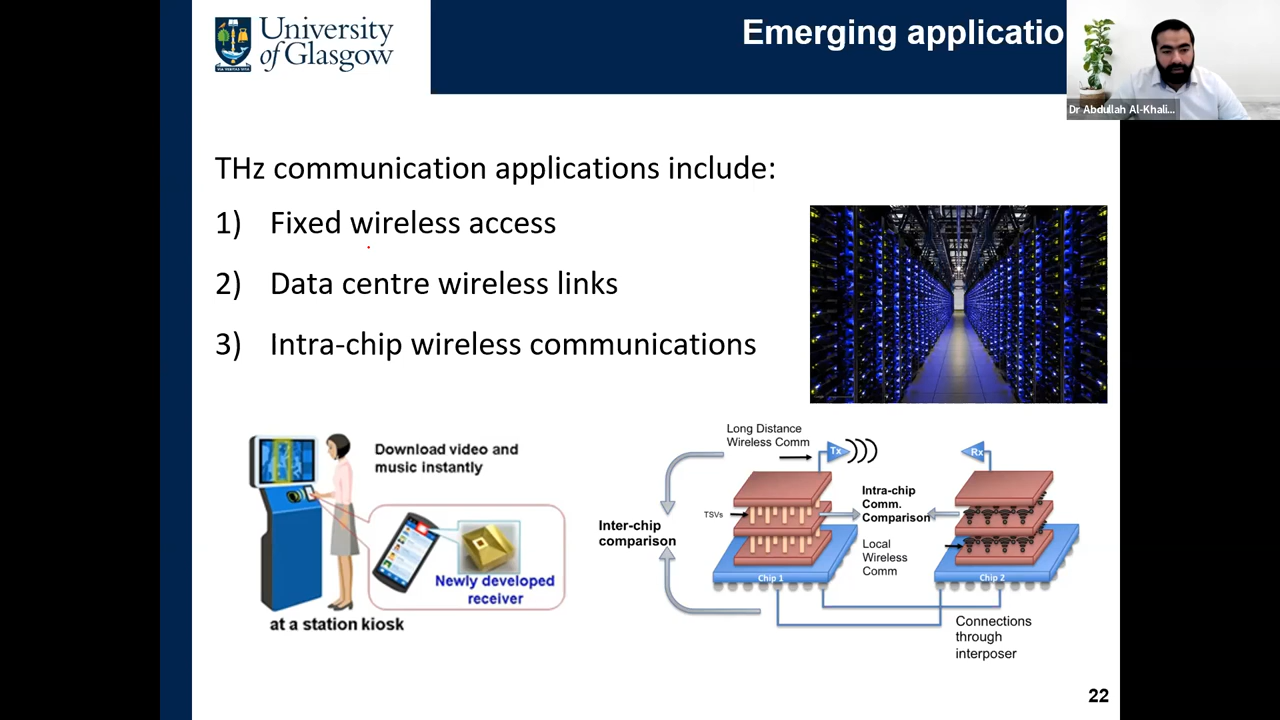 University
of Glasgow
Emerging applicatio
Dr Abdullah Al-Khali...
THz communication applications include:
1) Fixed wireless access
2) Data centre wireless links
3) Intra-chip wireless communications
Download video and
music instantly
Newly developed
receiver
at a station kiosk
Long Distance
Wireless Comm
Tx
Rx
Inter-chip
comparison
TSVs
Intra-chip
Comm.
Comparison
Local
Wireless
Comm
Chip 1
Chip 2
Connections
through
interposer
22